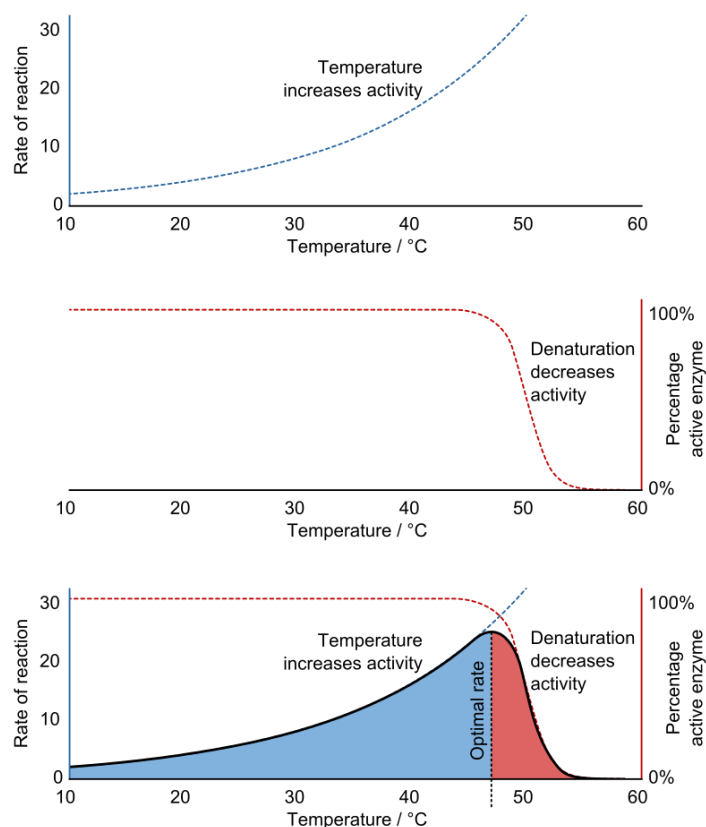 30
20
10
0
Rate of reaction
Temperature
increases activity
10 20 30 40 50 60
Temperature / °C
100%
0%
Percentage
active enzyme
Denaturation
decreases
activity
10 20 30 40 50 60
Temperature / °C
30
20
10
0
Rate of reaction
Temperature
increases activity
Optimal rate
Denaturation
decreases
activity
100%
0%
Percentage
active enzyme
10 20 30 40 50 60
Temperature / °C